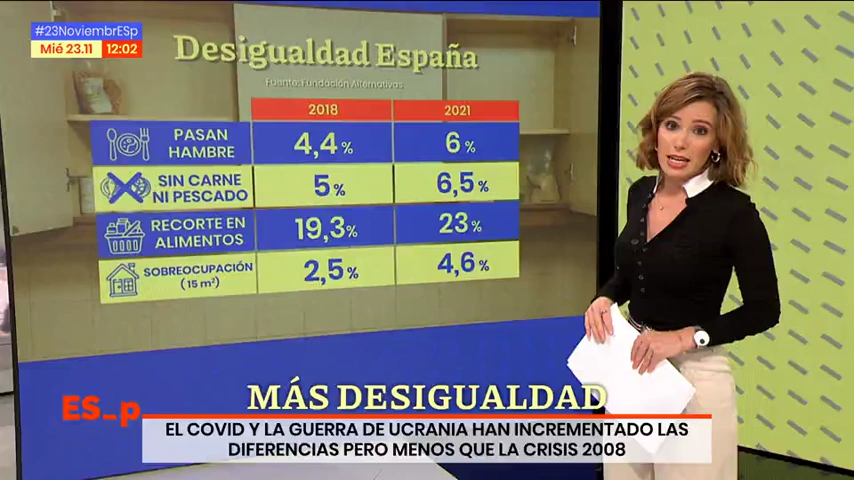 #23NoviembrESp
Mié 23.11 12:02
Desigualdad España
Fuente: Fundación Alternativas
2018 2021
PASAN HAMBRE 4,4% 6%
SIN CARNE NI PESCADO 5% 6,5%
RECORTE EN ALIMENTOS 19,3% 23%
SOBREOCUPACIÓN (15 m²) 2,5% 4,6%
MÁS DESIGUALDAD
ES_p
EL COVID Y LA GUERRA DE UCRANIA HAN INCREMENTADO LAS
DIFERENCIAS PERO MENOS QUE LA CRISIS 2008